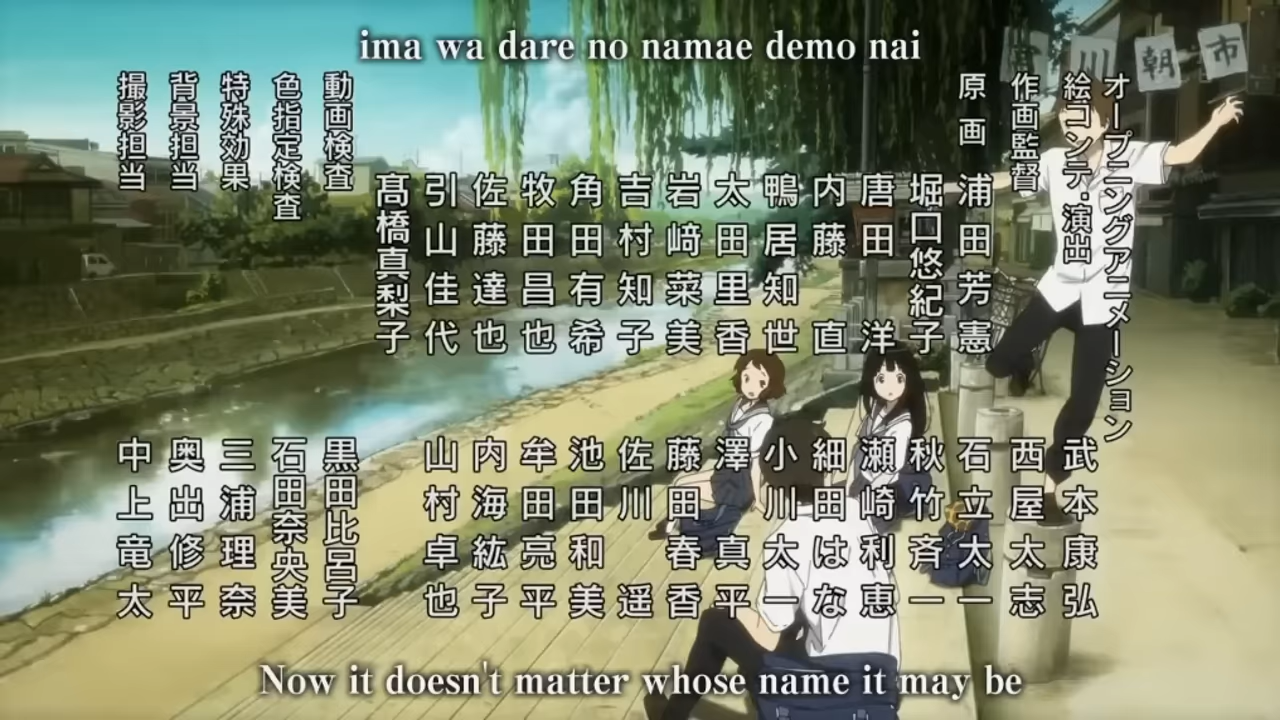 ima wa dare no namae demo nai
宮川朝市
オープニングアニメーション
絵コンテ・演出
武本康弘
作画監督
西屋太志
原画
浦田芳憲
石立太一
堀口悠紀子
秋竹斉一
唐田洋
瀬崎利恵
内藤直
細田はな
鴨居知世
小川太一
太田里香
澤真平
岩﨑菜美
藤田春香
吉村知子
佐川遥
角田有希
池田和美
牧田昌也
牟田亮平
佐藤達也
内海紘子
引山佳代
山村卓也
髙橋真梨子
動画検査
黒田比呂子
色指定検査
石田奈央美
特殊効果
三浦理奈
背景担当
奥出修平
撮影担当
中上竜太
Now it doesn't matter whose name it may be